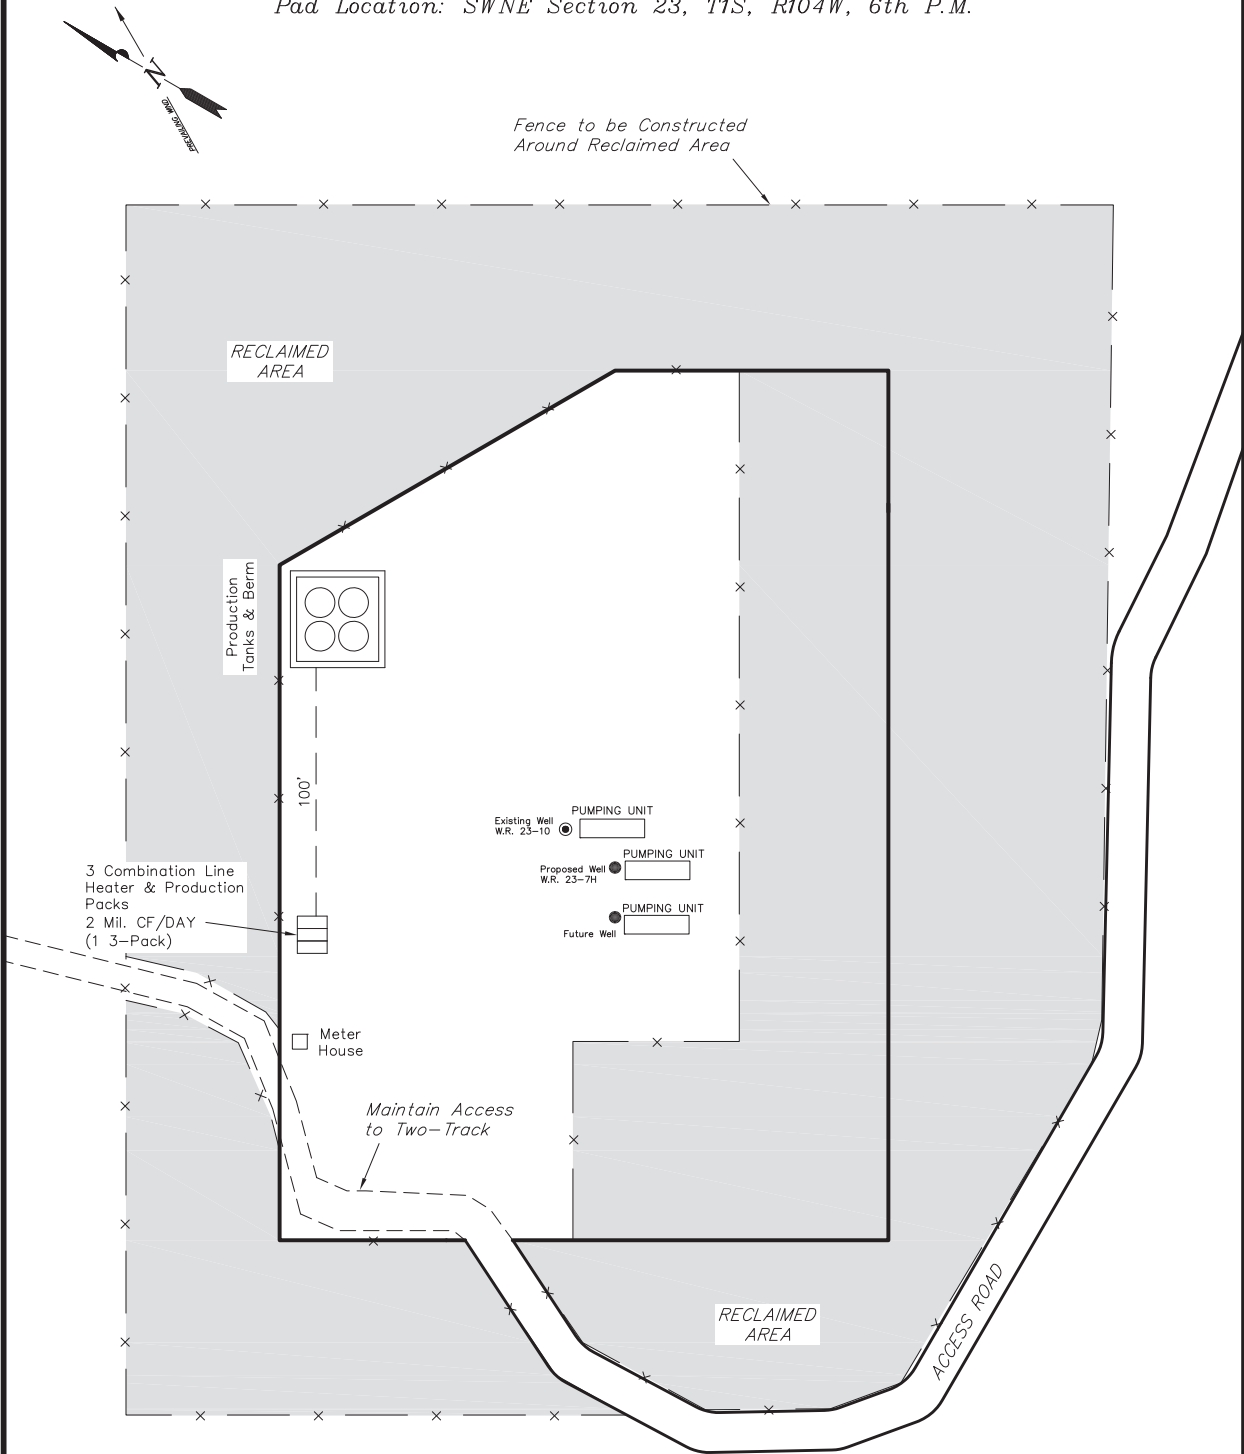 Pad Location: SWNE Section 23, T1S, R104W, 6th P.M.
N
PREVAILING WIND
Fence to be Constructed
Around Reclaimed Area
RECLAIMED
AREA
Production
Tanks & Berm
100'
PUMPING UNIT
Existing Well
W.R. 23-10
PUMPING UNIT
Proposed Well
W.R. 23-7H
PUMPING UNIT
Future Well
3 Combination Line
Heater & Production
Packs
2 Mil. CF/DAY
(1 3-Pack)
Meter
House
Maintain Access
to Two-Track
RECLAIMED
AREA
ACCESS ROAD